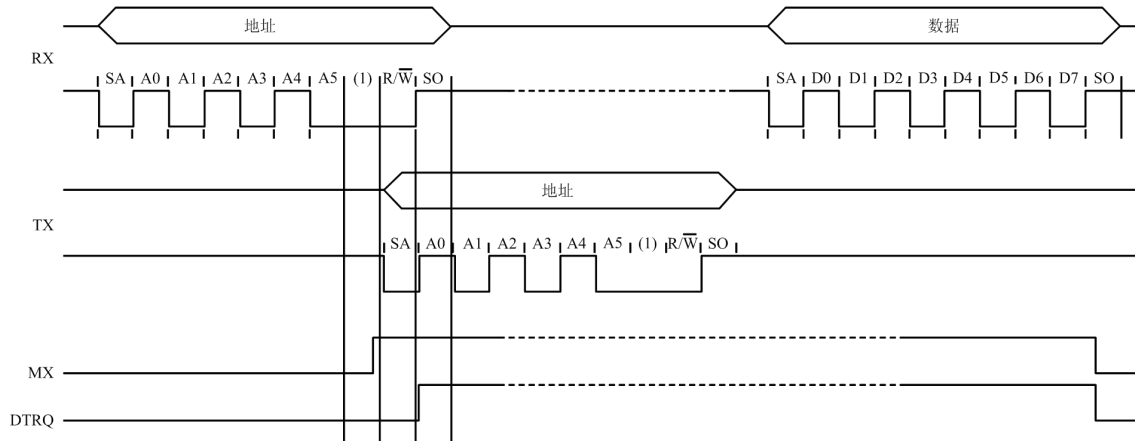 地址 数据
RX
SA A0 A1 A2 A3 A4 A5 (1) R/W̅ SO SA D0 D1 D2 D3 D4 D5 D6 D7 SO
地址
TX
SA A0 A1 A2 A3 A4 A5 (1) R/W̅ SO
MX
DTRQ